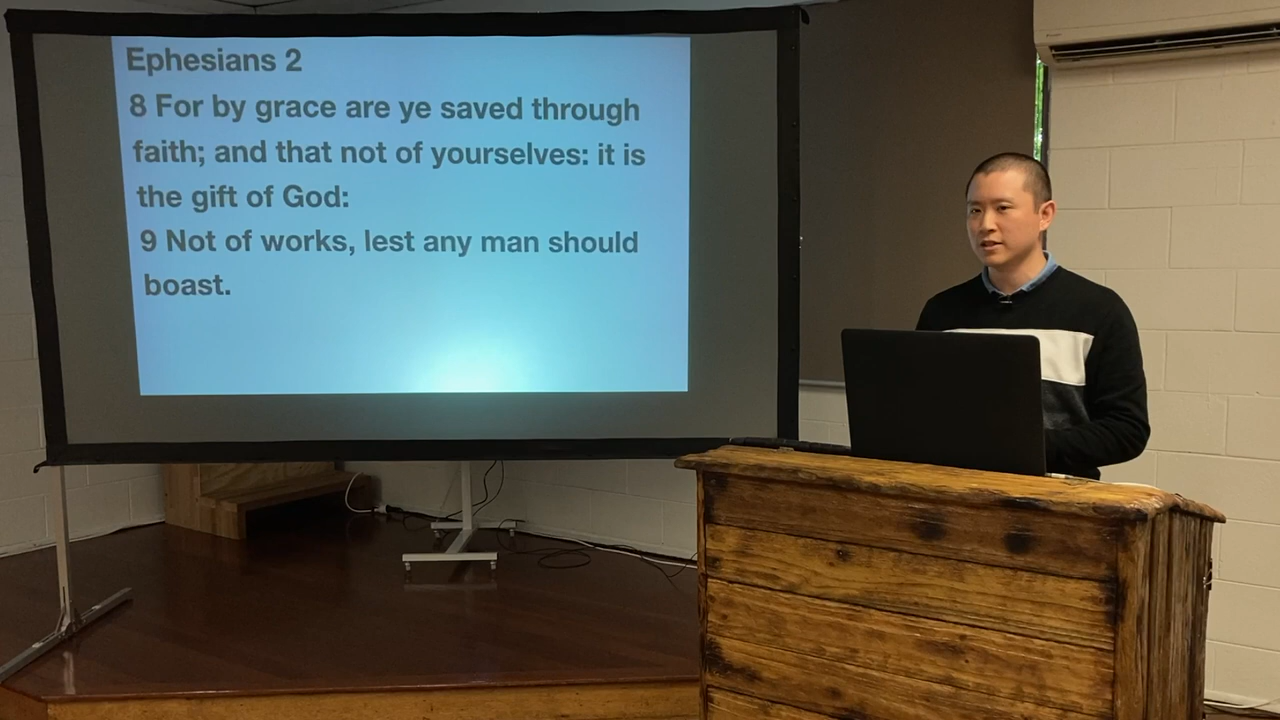 Ephesians 2
8 For by grace are ye saved through
faith; and that not of yourselves: it is
the gift of God:
9 Not of works, lest any man should
boast.